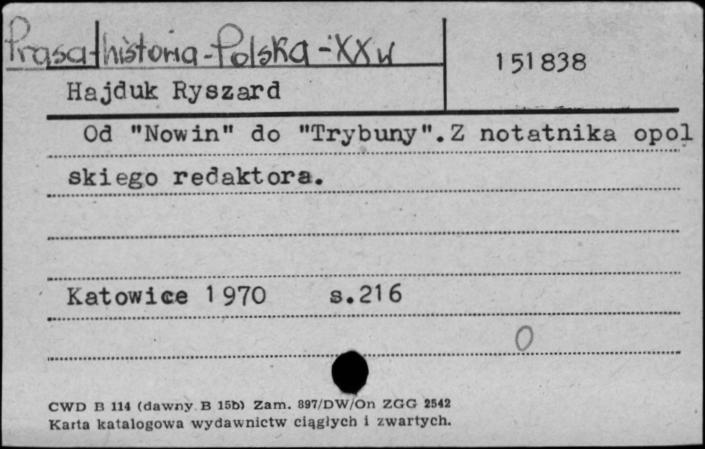 Prasa-historia-Polska-XXw
151838
Hajduk Ryszard
Od "Nowin" do "Trybuny".Z notatnika opol
skiego redaktora.
Katowice 1970 s.216
0
CWD B 114 (dawny B 15b) Zam. 897/DW/On ZGG 2542
Karta katalogowa wydawnictw ciągłych i zwartych.